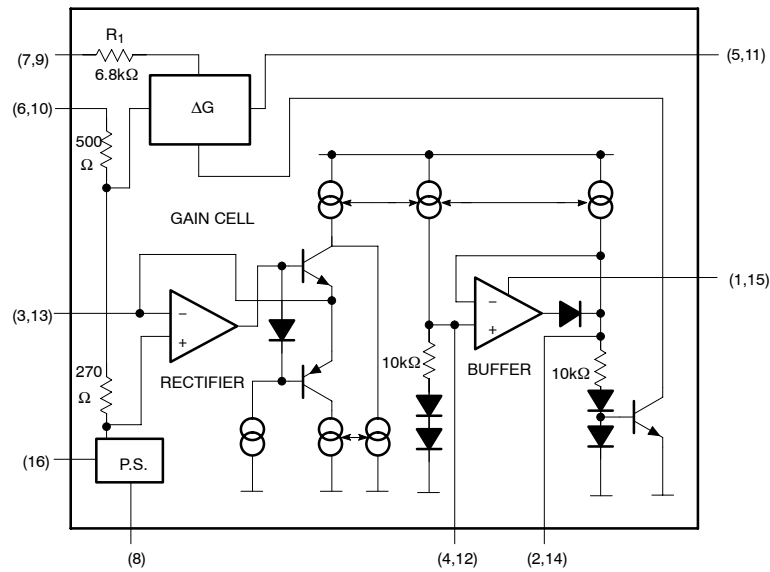 R1
(7,9)
6.8kΩ
(5,11)
ΔG
(6,10)
500
Ω
GAIN CELL
(1,15)
(3,13)
−
+
−
+
270
Ω
RECTIFIER
10kΩ
BUFFER
10kΩ
(16)
P.S.
(8)
(4,12)
(2,14)